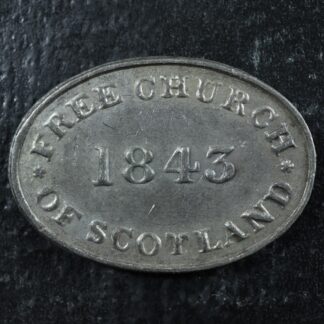 FREE CHURCH
1843
OF SCOTLAND